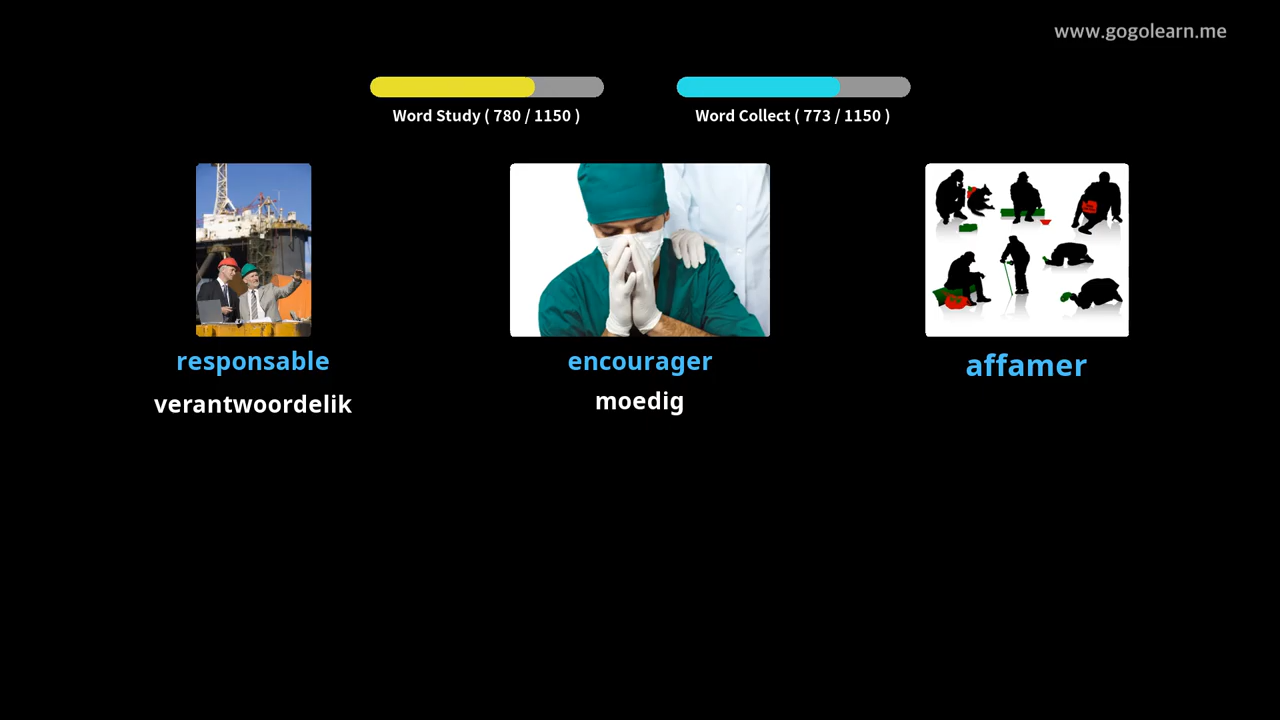 www.gogolearn.me
Word Study ( 780 / 1150 )
Word Collect ( 773 / 1150 )
responsable
encourager
affamer
verantwoordelik
moedig